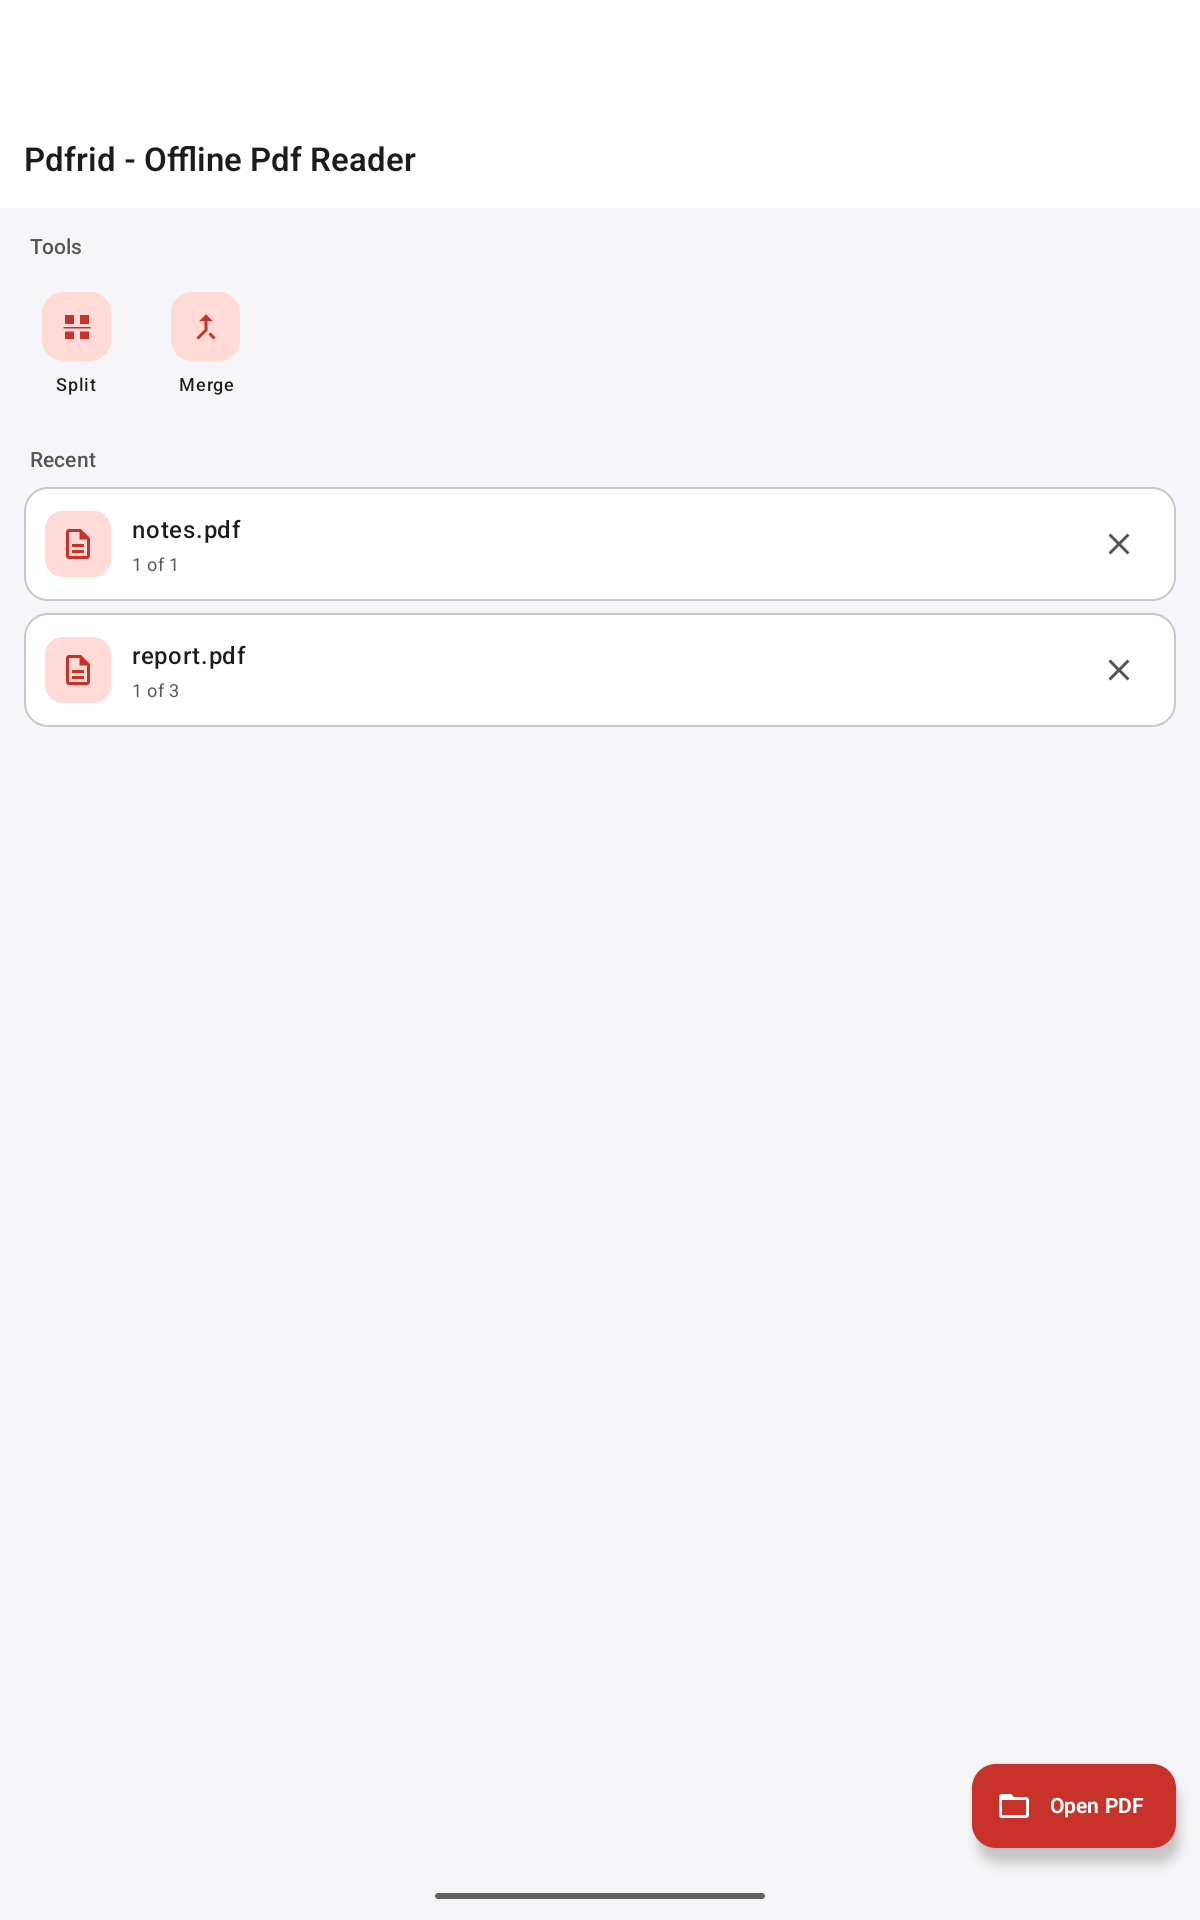 Pdfrid - Offline Pdf Reader
Tools
Split
Merge
Recent
notes.pdf
1 of 1
report.pdf
1 of 3
Open PDF